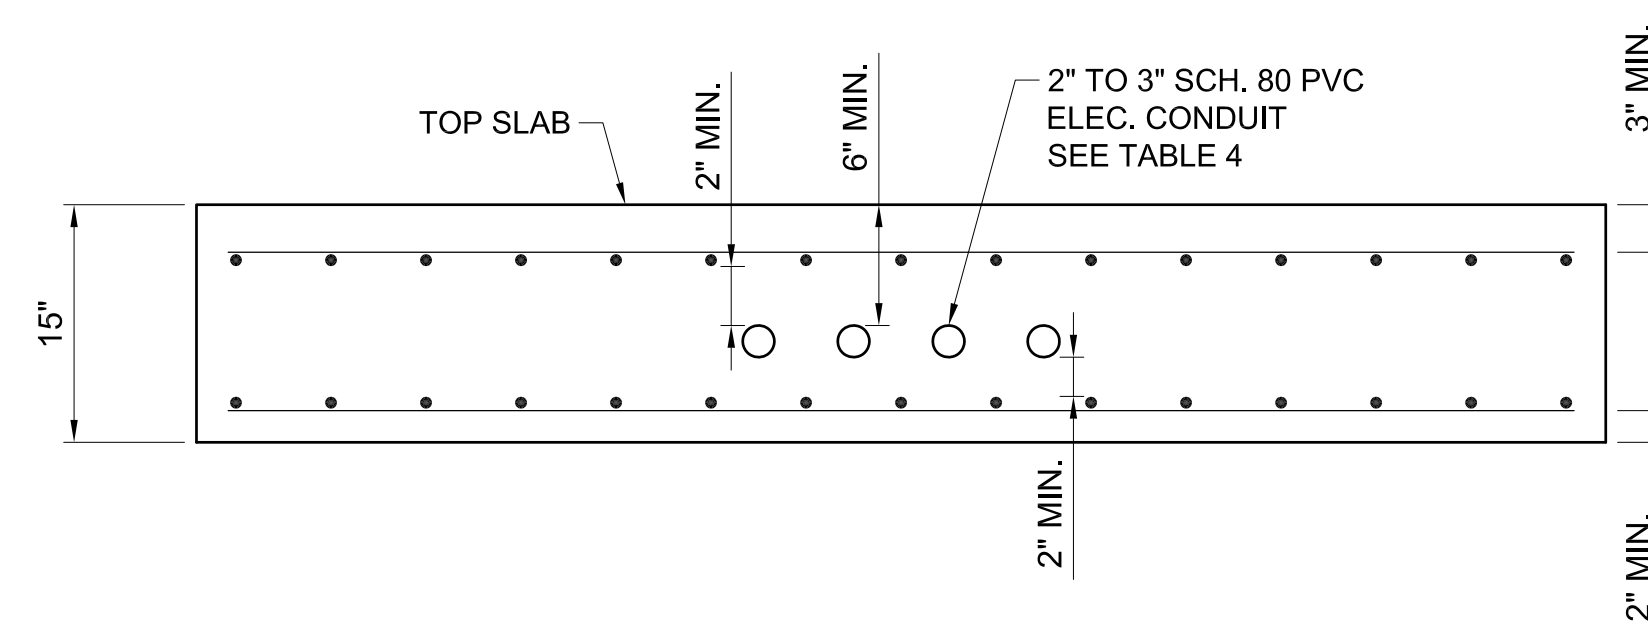 TOP SLAB
2" MIN.
6" MIN.
2" TO 3" SCH. 80 PVC
ELEC. CONDUIT
SEE TABLE 4
3" MIN.
15"
2" MIN.
2" MIN.